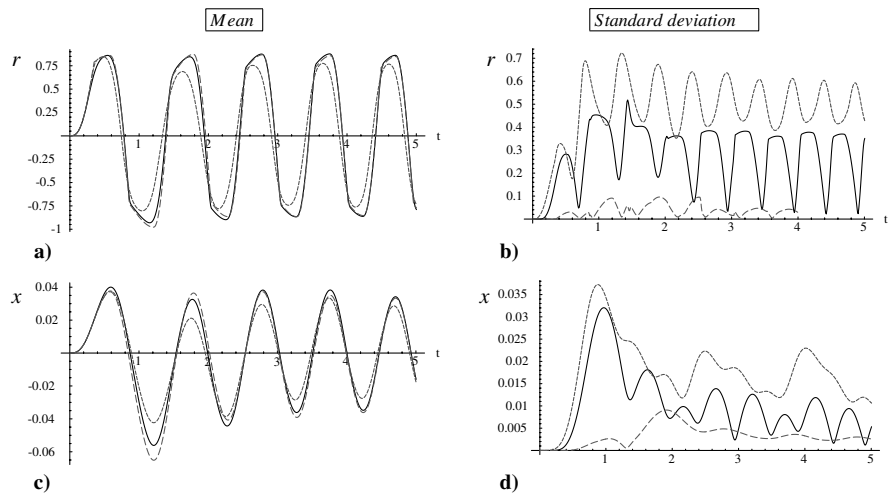 Mean
Standard deviation
r
0.75
0.5
0.25
-0.25
-0.5
-0.75
-1
1 2 3 4 5 t
a)
r
0.7
0.6
0.5
0.4
0.3
0.2
0.1
1 2 3 4 5 t
b)
x
0.04
0.02
-0.02
-0.04
-0.06
1 2 3 4 5 t
c)
x
0.035
0.03
0.025
0.02
0.015
0.01
0.005
1 2 3 4 5 t
d)